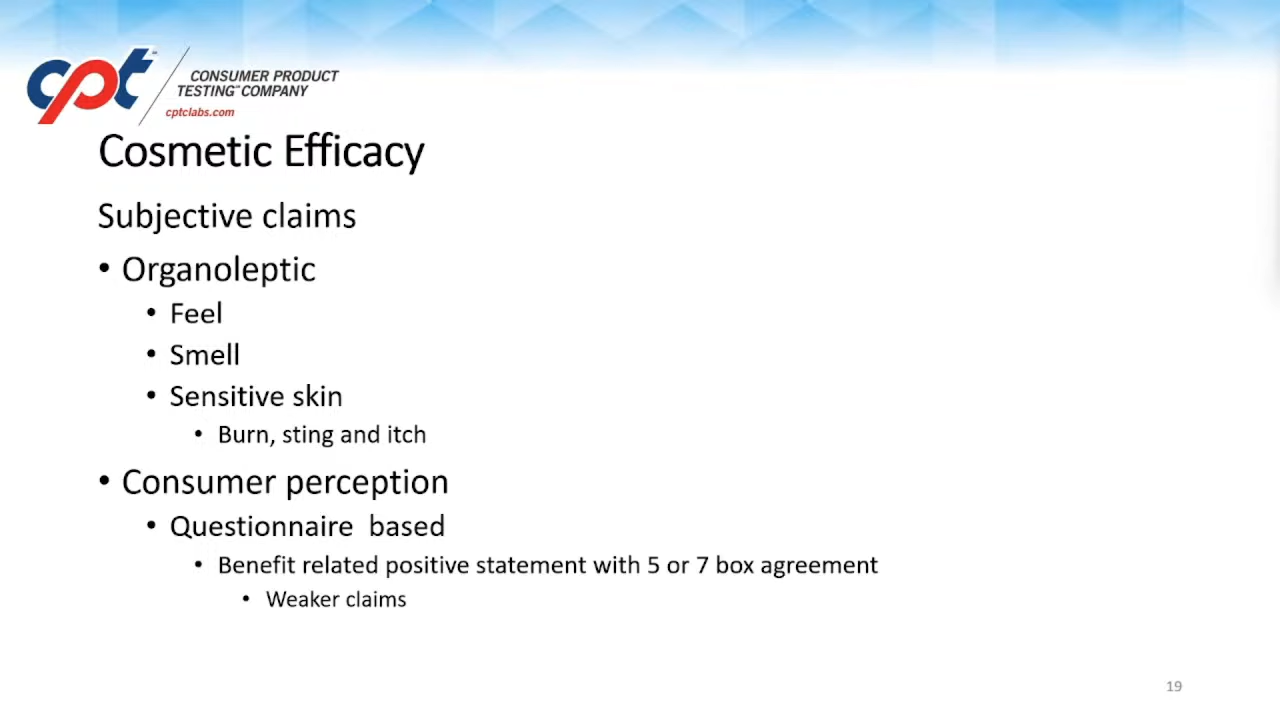 cpt
CONSUMER PRODUCT
TESTING COMPANY
cptclabs.com
Cosmetic Efficacy
Subjective claims
• Organoleptic
• Feel
• Smell
• Sensitive skin
• Burn, sting and itch
• Consumer perception
• Questionnaire  based
• Benefit related positive statement with 5 or 7 box agreement
• Weaker claims
19